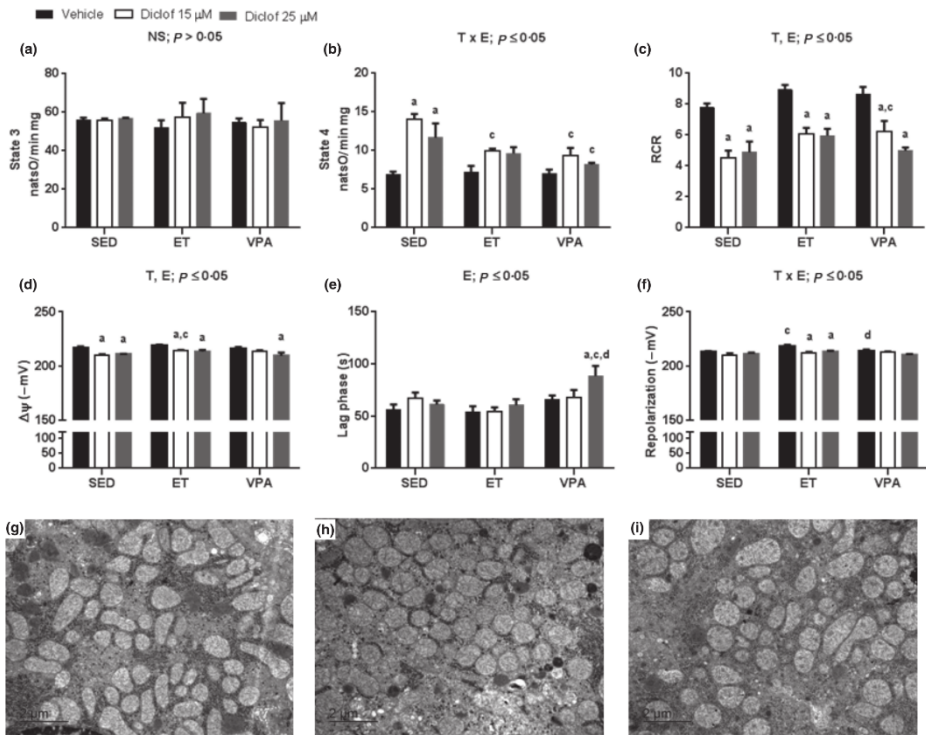 Vehicle Diclof 15 μM Diclof 25 μM
(a) NS; P > 0·05
State 3
natsO/min mg
80
60
40
20
0
SED ET VPA
(b) T x E; P ≤ 0·05
State 4
natsO/min mg
20
15
10
5
0
a a c c c
SED ET VPA
(c) T, E; P ≤ 0·05
RCR
10
8
6
4
2
0
a a a a a,c a
SED ET VPA
(d) T, E; P ≤ 0·05
Δψ (−mV)
250
200
150
100
50
0
a a a,c a a
SED ET VPA
(e) E; P ≤ 0·05
Lag phase (s)
150
100
50
0
a,c,d
SED ET VPA
(f) T x E; P ≤ 0·05
Repolarization (−mV)
250
200
150
100
50
0
c a a d
SED ET VPA
(g) (h) (i)
2 μm
2 μm